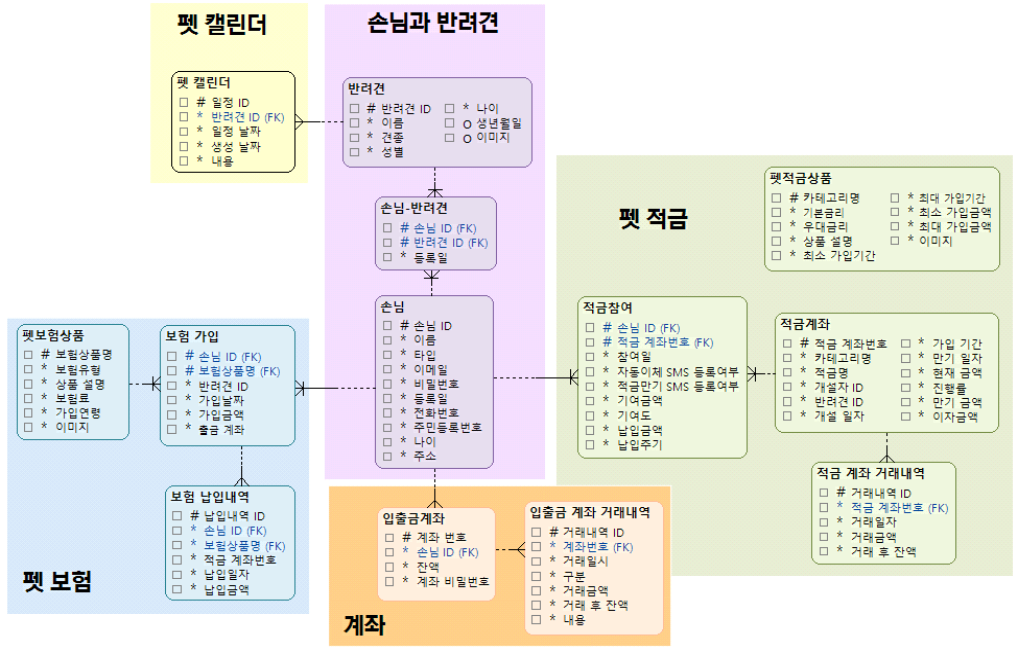 펫 캘린더
펫 캘린더
# 일정 ID
* 반려견 ID (FK)
* 일정 날짜
* 생성 날짜
* 내용
손님과 반려견
반려견
# 반려견 ID
* 이름
* 견종
* 성별
* 나이
o 생년월일
o 이미지
손님-반려견
# 손님 ID (FK)
# 반려견 ID (FK)
* 등록일
손님
# 손님 ID
* 이름
* 타입
* 이메일
* 비밀번호
* 등록일
* 전화번호
* 주민등록번호
* 나이
* 주소
펫 적금
펫적금상품
# 카테고리명
* 기본금리
* 우대금리
* 상품 설명
* 최소 가입기간
* 최대 가입기간
* 최소 가입금액
* 최대 가입금액
* 이미지
적금참여
# 손님 ID (FK)
# 적금 계좌번호 (FK)
* 참여일
* 자동이체 SMS 등록여부
* 적금만기 SMS 등록여부
* 기여금액
* 기여도
* 납입금액
* 납입주기
적금계좌
# 적금 계좌번호
* 카테고리명
* 적금명
* 개설자 ID
* 반려견 ID
* 개설 일자
* 가입 기간
* 만기 일자
* 현재 금액
* 진행률
* 만기 금액
* 이자금액
적금 계좌 거래내역
# 거래내역 ID
* 적금 계좌번호 (FK)
* 거래일자
* 거래금액
* 거래 후 잔액
펫보험상품
# 보험상품명
* 보험유형
* 상품 설명
* 보험료
* 가입연령
* 이미지
보험 가입
# 손님 ID (FK)
# 보험상품명 (FK)
* 반려견 ID
* 가입날짜
* 가입금액
* 출금 계좌
보험 납입내역
# 납입내역 ID
* 손님 ID (FK)
* 보험상품명 (FK)
* 적금 계좌번호
* 납입일자
* 납입금액
펫 보험
입출금계좌
# 계좌 번호
* 손님 ID (FK)
* 잔액
* 계좌 비밀번호
입출금 계좌 거래내역
# 거래내역 ID
* 계좌번호 (FK)
* 거래일시
* 구분
* 거래금액
* 거래 후 잔액
* 내용
계좌